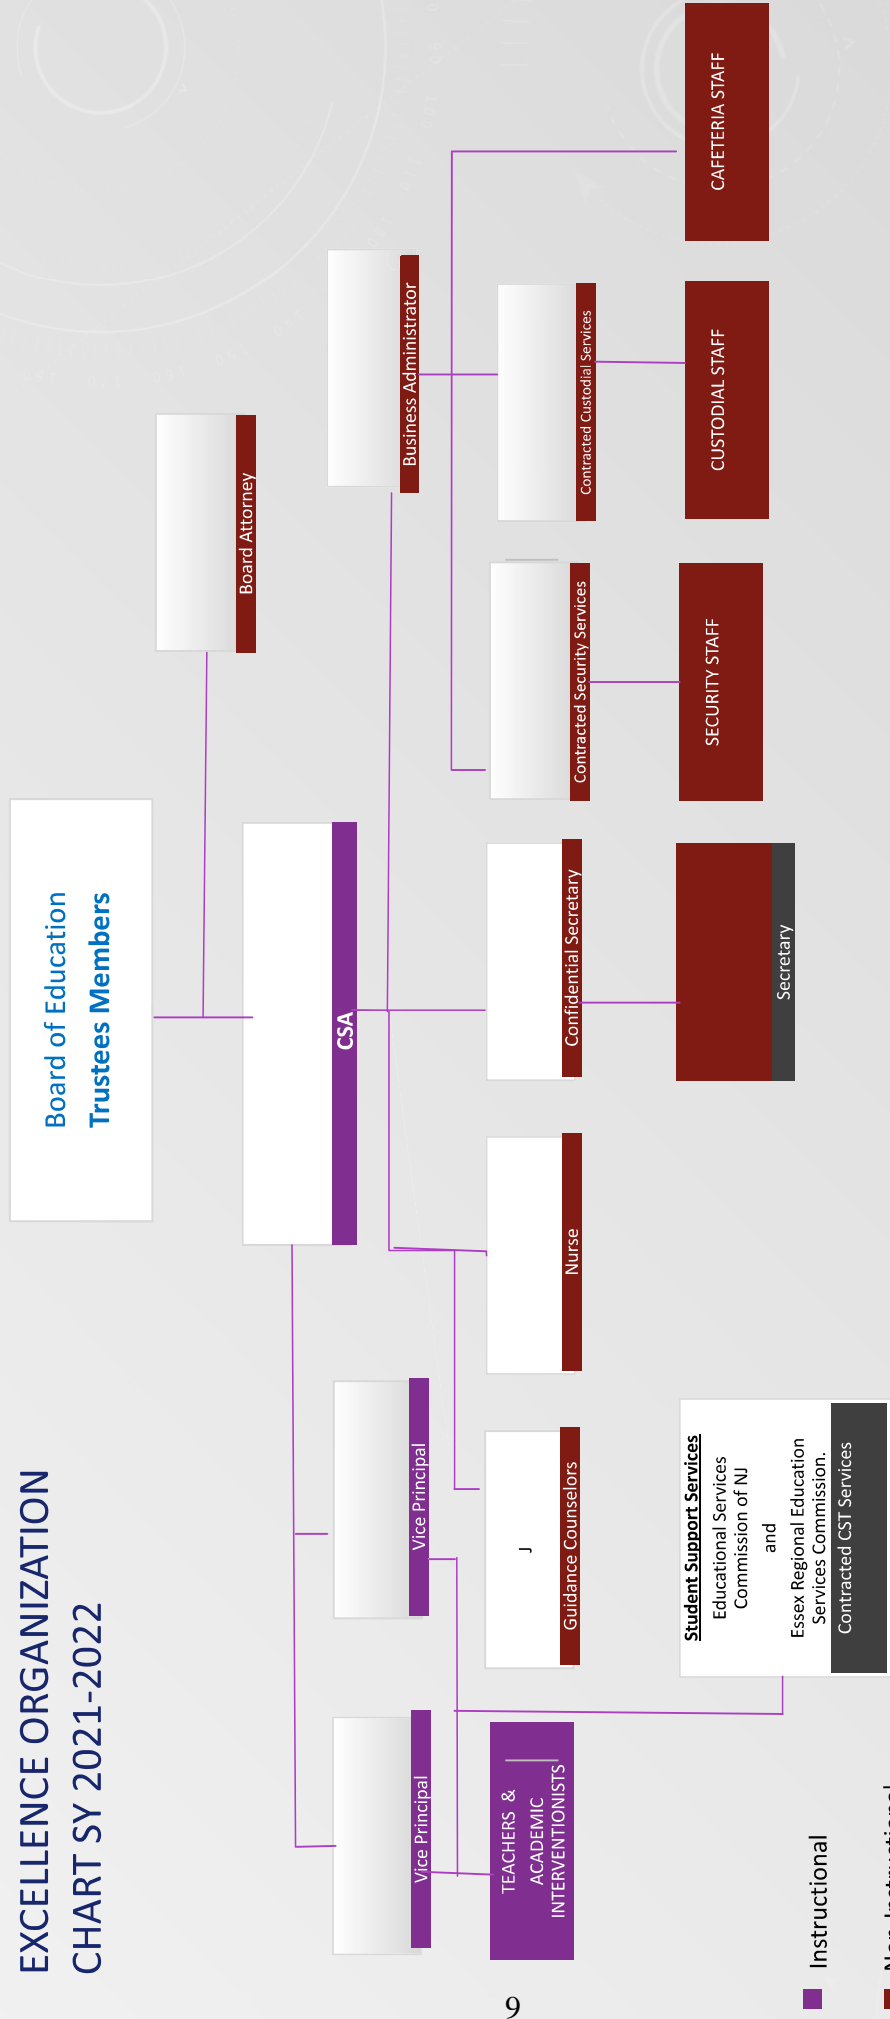 EXCELLENCE ORGANIZATION
CHART SY 2021-2022
Board of Education
Trustees Members
Board Attorney
CSA
Business Administrator
Vice Principal
Vice Principal
J
Guidance Counselors
Nurse
Confidential Secretary
Contracted Security Services
Contracted Custodial Services
TEACHERS &
ACADEMIC
INTERVENTIONISTS
Student Support Services
Educational Services
Commission of NJ
and
Essex Regional Education
Services Commission.
Contracted CST Services
Secretary
SECURITY STAFF
CUSTODIAL STAFF
CAFETERIA STAFF
Instructional
Non-Instructional
9